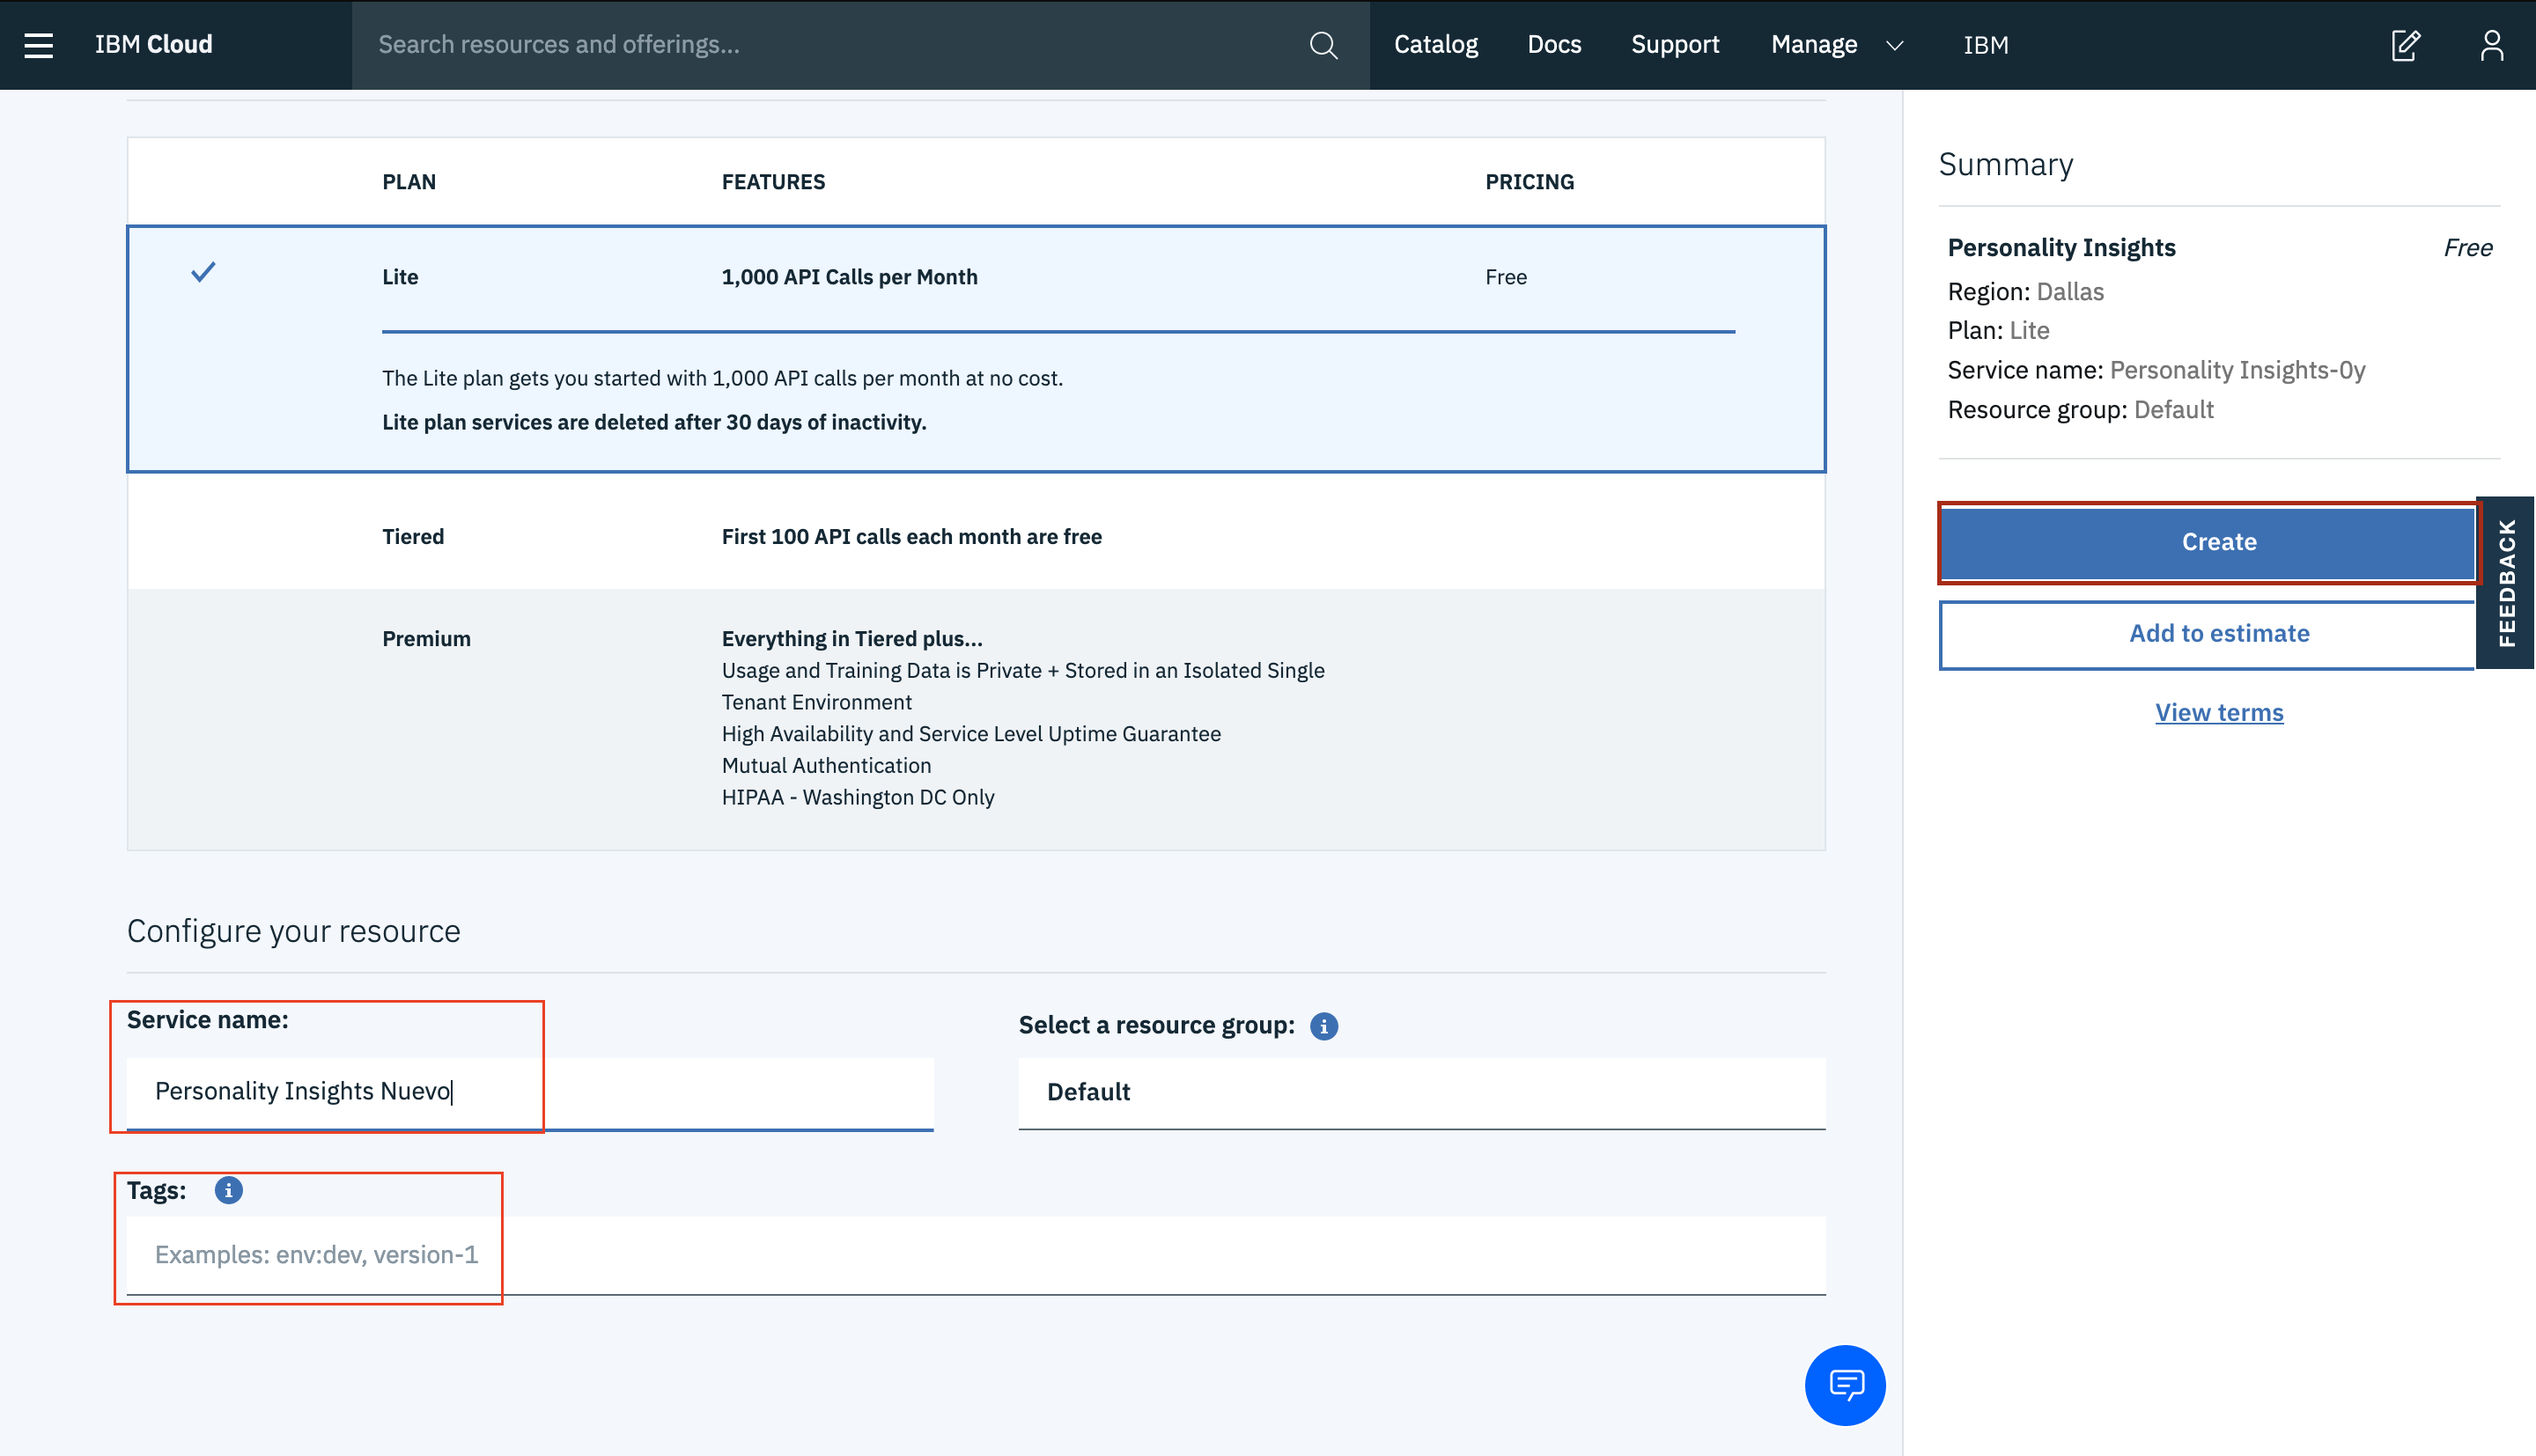 IBM Cloud
Search resources and offerings...
Catalog
Docs
Support
Manage
IBM
PLAN FEATURES PRICING
Lite 1,000 API Calls per Month Free
The Lite plan gets you started with 1,000 API calls per month at no cost.
Lite plan services are deleted after 30 days of inactivity.
Tiered First 100 API calls each month are free
Premium Everything in Tiered plus...
Usage and Training Data is Private + Stored in an Isolated Single
Tenant Environment
High Availability and Service Level Uptime Guarantee
Mutual Authentication
HIPAA - Washington DC Only
Configure your resource
Service name:
Personality Insights Nuevo
Select a resource group:
Default
Tags:
Examples: env:dev, version-1
Summary
Personality Insights Free
Region: Dallas
Plan: Lite
Service name: Personality Insights-0y
Resource group: Default
Create
Add to estimate
View terms
FEEDBACK